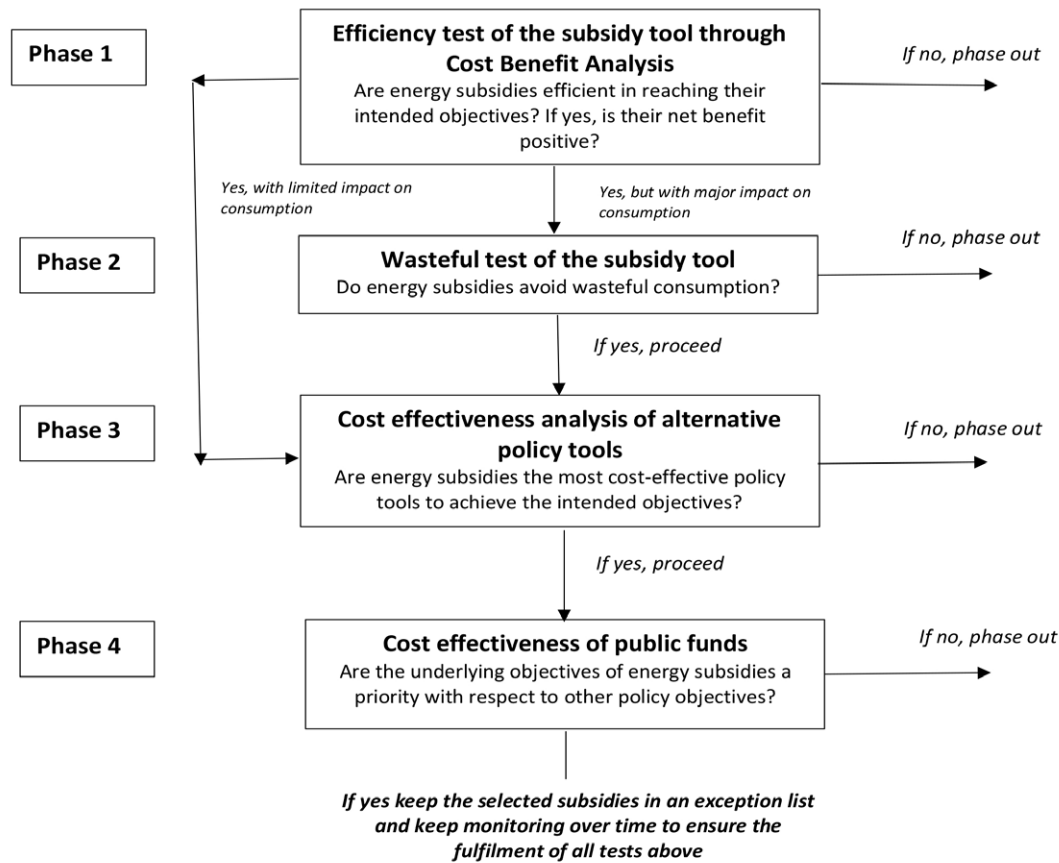 Phase 1
Efficiency test of the subsidy tool through
Cost Benefit Analysis
Are energy subsidies efficient in reaching their
intended objectives? If yes, is their net benefit
positive?
If no, phase out
Yes, with limited impact on
consumption
Yes, but with major impact on
consumption
Phase 2
Wasteful test of the subsidy tool
Do energy subsidies avoid wasteful consumption?
If no, phase out
If yes, proceed
Phase 3
Cost effectiveness analysis of alternative
policy tools
Are energy subsidies the most cost-effective policy
tools to achieve the intended objectives?
If no, phase out
If yes, proceed
Phase 4
Cost effectiveness of public funds
Are the underlying objectives of energy subsidies a
priority with respect to other policy objectives?
If no, phase out
If yes keep the selected subsidies in an exception list
and keep monitoring over time to ensure the
fulfilment of all tests above